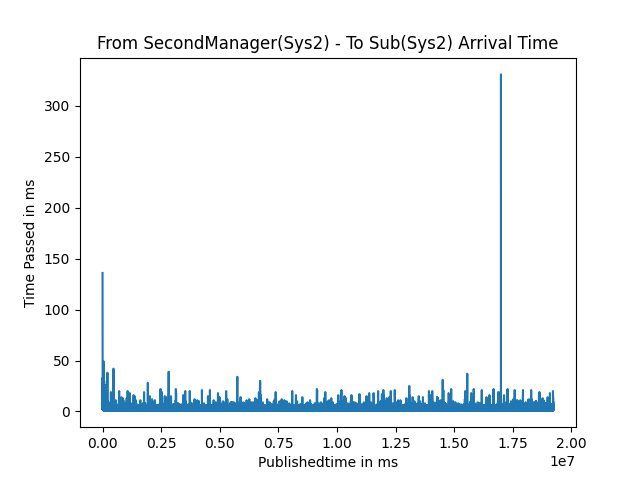 From SecondManager(Sys2) - To Sub(Sys2) Arrival Time
300
250
200
150
100
50
0
Time Passed in ms
0.00 0.25 0.50 0.75 1.00 1.25 1.50 1.75 2.00
1e7
Publishedtime in ms